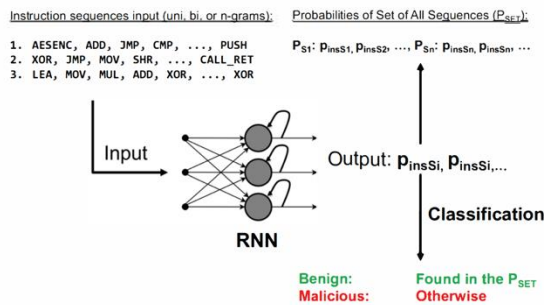 Instruction sequences input (uni, bi, or n-grams):
1. AESENC, ADD, JMP, CMP, ..., PUSH
2. XOR, JMP, MOV, SHR, ..., CALL_RET
3. LEA, MOV, MUL, ADD, XOR, ..., XOR
Probabilities of Set of All Sequences (PSET):
PS1: pinsS1, pinsS2, ..., PSn: pinsSn, pinsSn, ...
Input
RNN
Output: pinsSi, pinsSi,...
Classification
Benign: Found in the PSET
Malicious: Otherwise